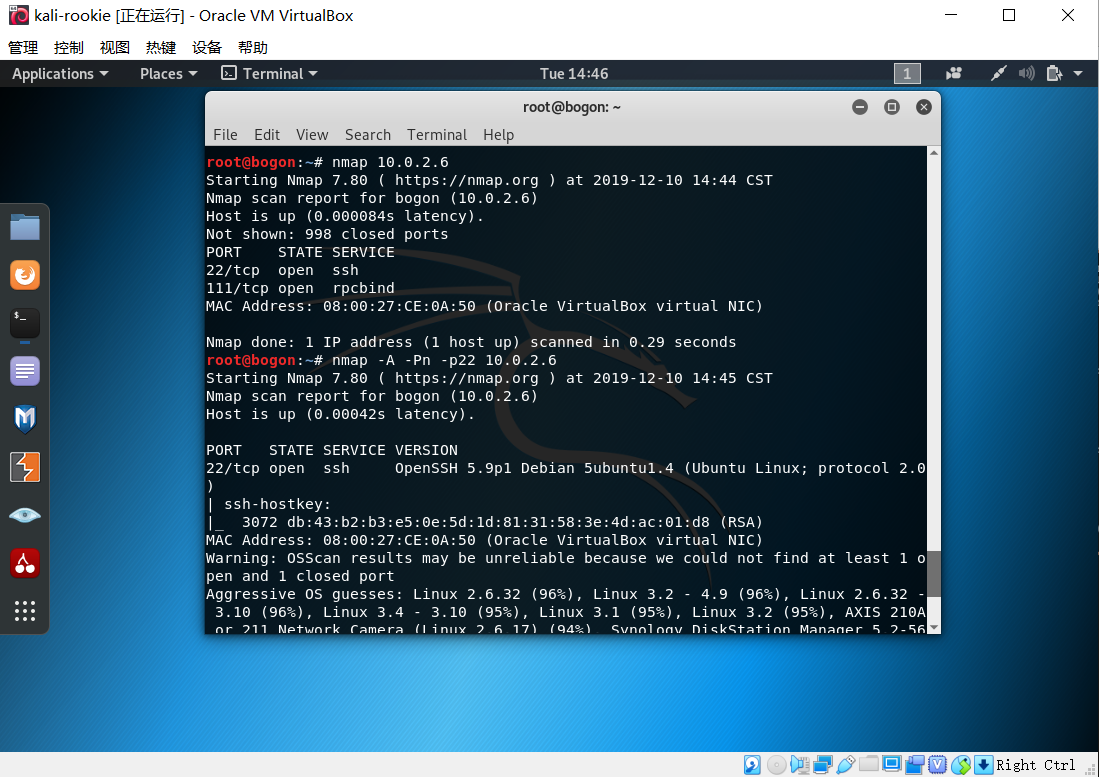 kali-rookie [正在运行] - Oracle VM VirtualBox
管理 控制 视图 热键 设备 帮助
Applications Places Terminal Tue 14:46 1
root@bogon: ~
File Edit View Search Terminal Help
root@bogon:~# nmap 10.0.2.6
Starting Nmap 7.80 ( https://nmap.org ) at 2019-12-10 14:44 CST
Nmap scan report for bogon (10.0.2.6)
Host is up (0.000084s latency).
Not shown: 998 closed ports
PORT    STATE SERVICE
22/tcp  open  ssh
111/tcp open  rpcbind
MAC Address: 08:00:27:CE:0A:50 (Oracle VirtualBox virtual NIC)
Nmap done: 1 IP address (1 host up) scanned in 0.29 seconds
root@bogon:~# nmap -A -Pn -p22 10.0.2.6
Starting Nmap 7.80 ( https://nmap.org ) at 2019-12-10 14:45 CST
Nmap scan report for bogon (10.0.2.6)
Host is up (0.00042s latency).
PORT   STATE SERVICE VERSION
22/tcp open  ssh     OpenSSH 5.9p1 Debian 5ubuntu1.4 (Ubuntu Linux; protocol 2.0
)
| ssh-hostkey:
|_  3072 db:43:b2:b3:e5:0e:5d:1d:81:31:58:3e:4d:ac:01:d8 (RSA)
MAC Address: 08:00:27:CE:0A:50 (Oracle VirtualBox virtual NIC)
Warning: OSScan results may be unreliable because we could not find at least 1 o
pen and 1 closed port
Aggressive OS guesses: Linux 2.6.32 (96%), Linux 3.2 - 4.9 (96%), Linux 2.6.32 -
 3.10 (96%), Linux 3.4 - 3.10 (95%), Linux 3.1 (95%), Linux 3.2 (95%), AXIS 210A
 or 211 Network Camera (Linux 2.6.17) (94%), Synology DiskStation Manager 5.2-56
Right Ctrl